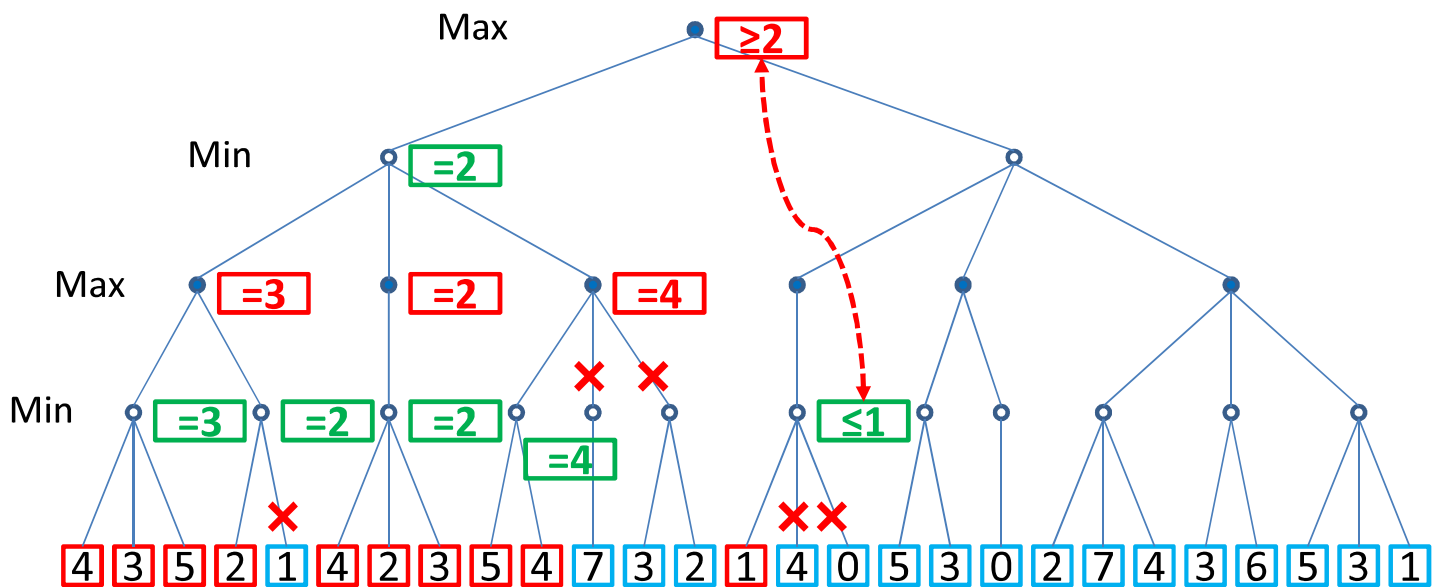 Max ≥2
Min =2
Max =3 =2 =4
Min =3 =2 =2 ≤1
=4
4 3 5 2 1 4 2 3 5 4 7 3 2 1 4 0 5 3 0 2 7 4 3 6 5 3 1